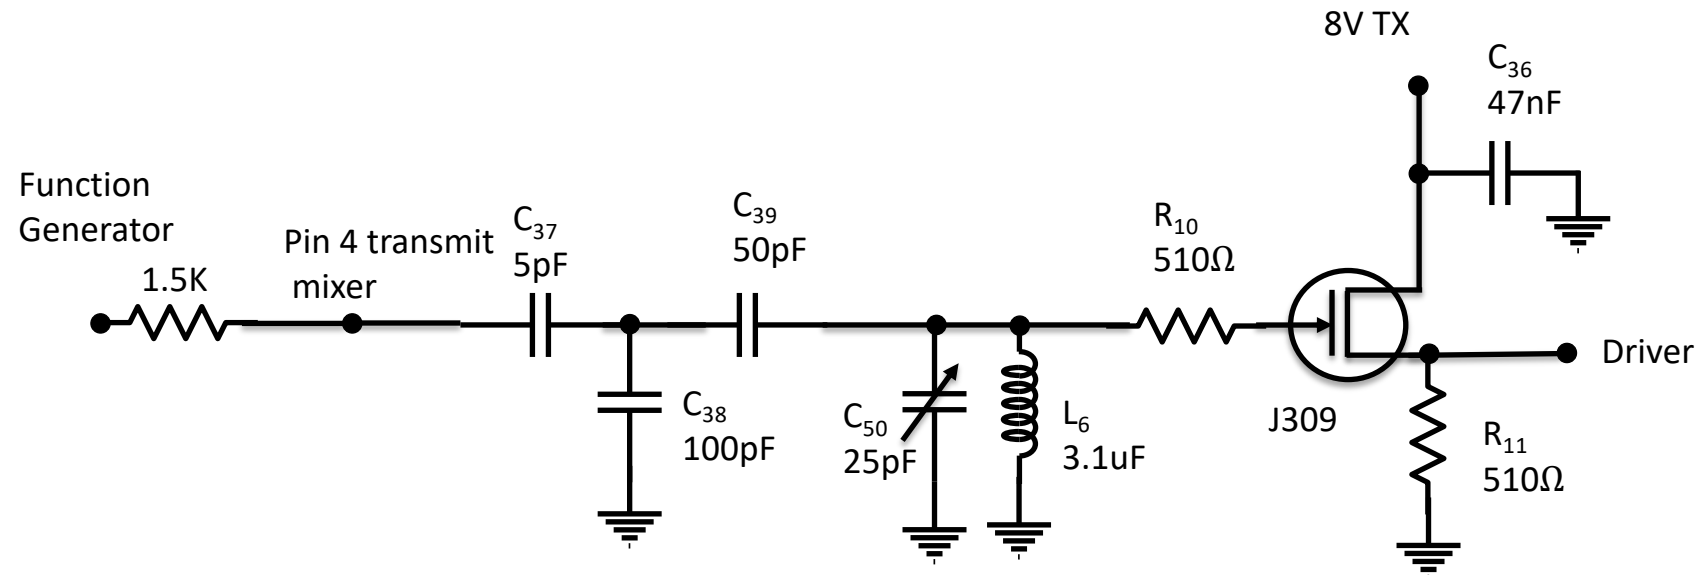 8V TX
C₃₆
47nF
Function
Generator
1.5K
Pin 4 transmit
mixer
C₃₇
5pF
C₃₉
50pF
R₁₀
510Ω
C₃₈
100pF
C₅₀
25pF
L₆
3.1uF
J309
Driver
R₁₁
510Ω